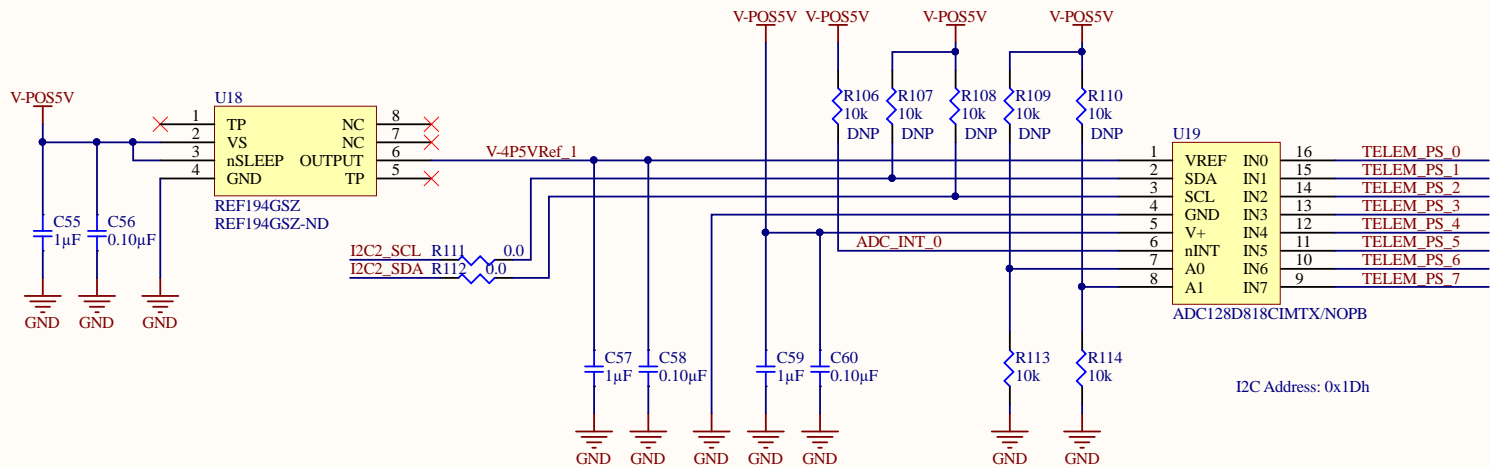 V-POS5V V-POS5V V-POS5V V-POS5V
V-POS5V
U18
1 TP NC 8
2 VS NC 7
3 nSLEEP OUTPUT 6
4 GND TP 5
REF194GSZ
REF194GSZ-ND
C55
1µF
C56
0.10µF
GND GND GND
V-4P5VRef_1
I2C2_SCL R111 0.0
I2C2_SDA R112 0.0
R106
10k
DNP
R107
10k
R108
10k
DNP
R109
10k
DNP
R110
10k
DNP
ADC_INT_0
U19
1 VREF IN0 16 TELEM_PS_0
2 SDA IN1 15 TELEM_PS_1
3 SCL IN2 14 TELEM_PS_2
4 GND IN3 13 TELEM_PS_3
5 V+ IN4 12 TELEM_PS_4
6 nINT IN5 11 TELEM_PS_5
7 A0 IN6 10 TELEM_PS_6
8 A1 IN7 9 TELEM_PS_7
ADC128D818CIMTX/NOPB
C57
1µF
C58
0.10µF
C59
1µF
C60
0.10µF
R113
10k
R114
10k
I2C Address: 0x1Dh
GND GND GND GND GND GND GND